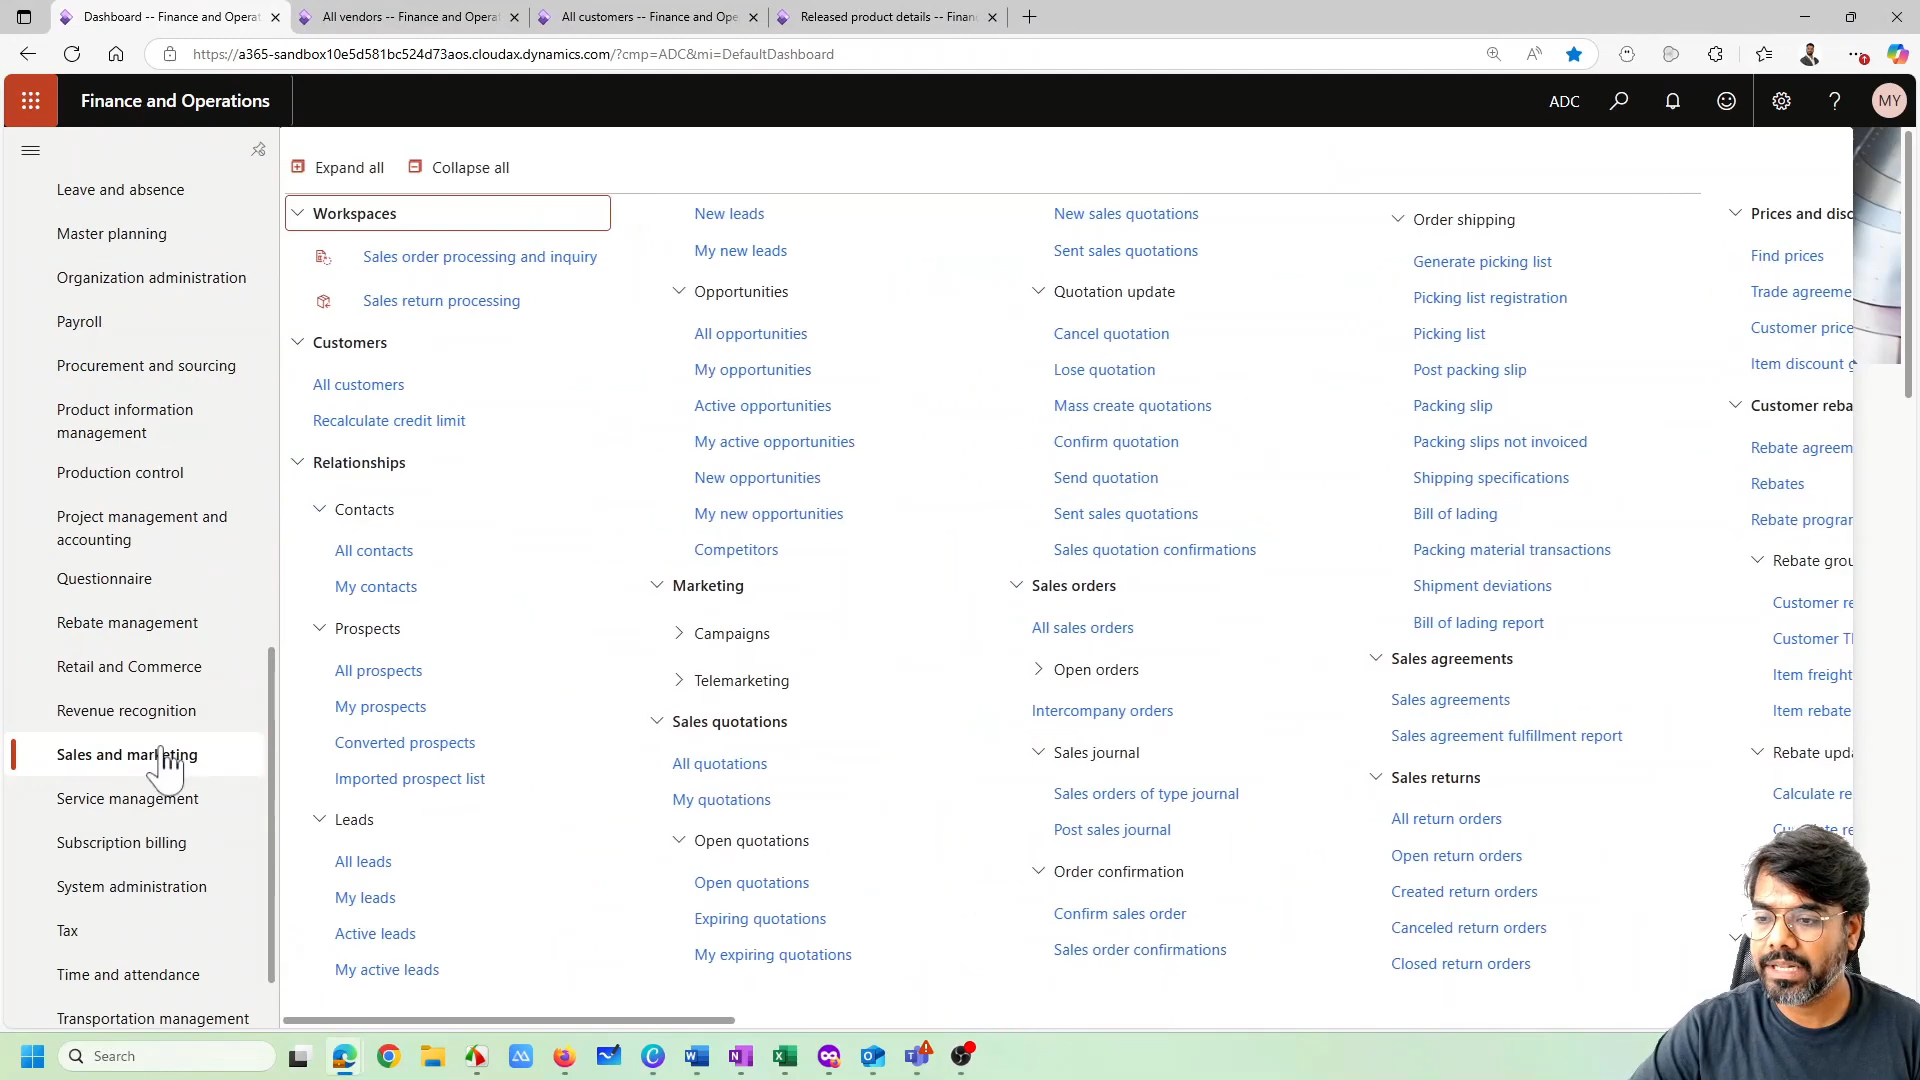 Dashboard -- Finance and Operat
All vendors -- Finance and Operat
All customers -- Finance and Ope
Released product details -- Finan
https://a365-sandbox10e5d581bc524d73aos.cloudax.dynamics.com/?cmp=ADC&mi=DefaultDashboard
Finance and Operations
ADC
MY
Leave and absence
Master planning
Organization administration
Payroll
Procurement and sourcing
Product information
management
Production control
Project management and
accounting
Questionnaire
Rebate management
Retail and Commerce
Revenue recognition
Sales and marketing
Service management
Subscription billing
System administration
Tax
Time and attendance
Transportation management
Expand all
Collapse all
Workspaces
Sales order processing and inquiry
Sales return processing
Customers
All customers
Recalculate credit limit
Relationships
Contacts
All contacts
My contacts
Prospects
All prospects
My prospects
Converted prospects
Imported prospect list
Leads
All leads
My leads
Active leads
My active leads
New leads
My new leads
Opportunities
All opportunities
My opportunities
Active opportunities
My active opportunities
New opportunities
My new opportunities
Competitors
Marketing
Campaigns
Telemarketing
Sales quotations
All quotations
My quotations
Open quotations
Open quotations
Expiring quotations
My expiring quotations
New sales quotations
Sent sales quotations
Quotation update
Cancel quotation
Lose quotation
Mass create quotations
Confirm quotation
Send quotation
Sent sales quotations
Sales quotation confirmations
Sales orders
All sales orders
Open orders
Intercompany orders
Sales journal
Sales orders of type journal
Post sales journal
Order confirmation
Confirm sales order
Sales order confirmations
Order shipping
Generate picking list
Picking list registration
Picking list
Post packing slip
Packing slip
Packing slips not invoiced
Shipping specifications
Bill of lading
Packing material transactions
Shipment deviations
Bill of lading report
Sales agreements
Sales agreements
Sales agreement fulfillment report
Sales returns
All return orders
Open return orders
Created return orders
Canceled return orders
Closed return orders
Prices and disc
Find prices
Trade agreeme
Customer price
Item discount g
Customer reba
Rebate agreem
Rebates
Rebate progran
Rebate grou
Customer re
Customer T
Item freight
Item rebate
Rebate upda
Calculate re
Search